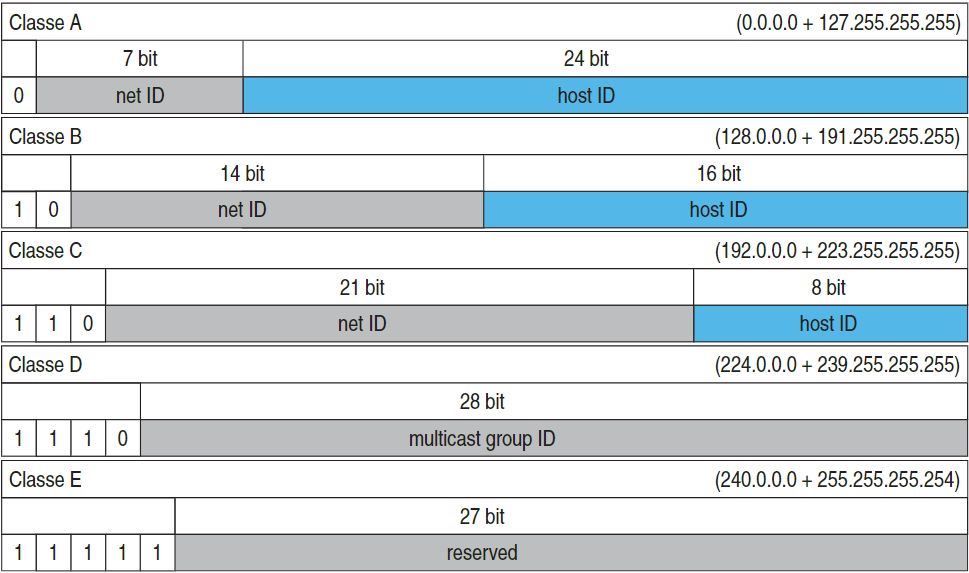 Classe A (0.0.0.0 + 127.255.255.255)
7 bit 24 bit
0 net ID host ID
Classe B (128.0.0.0 + 191.255.255.255)
14 bit 16 bit
1 0 net ID host ID
Classe C (192.0.0.0 + 223.255.255.255)
21 bit 8 bit
1 1 0 net ID host ID
Classe D (224.0.0.0 + 239.255.255.255)
28 bit
1 1 1 0 multicast group ID
Classe E (240.0.0.0 + 255.255.255.254)
27 bit
1 1 1 1 1 reserved